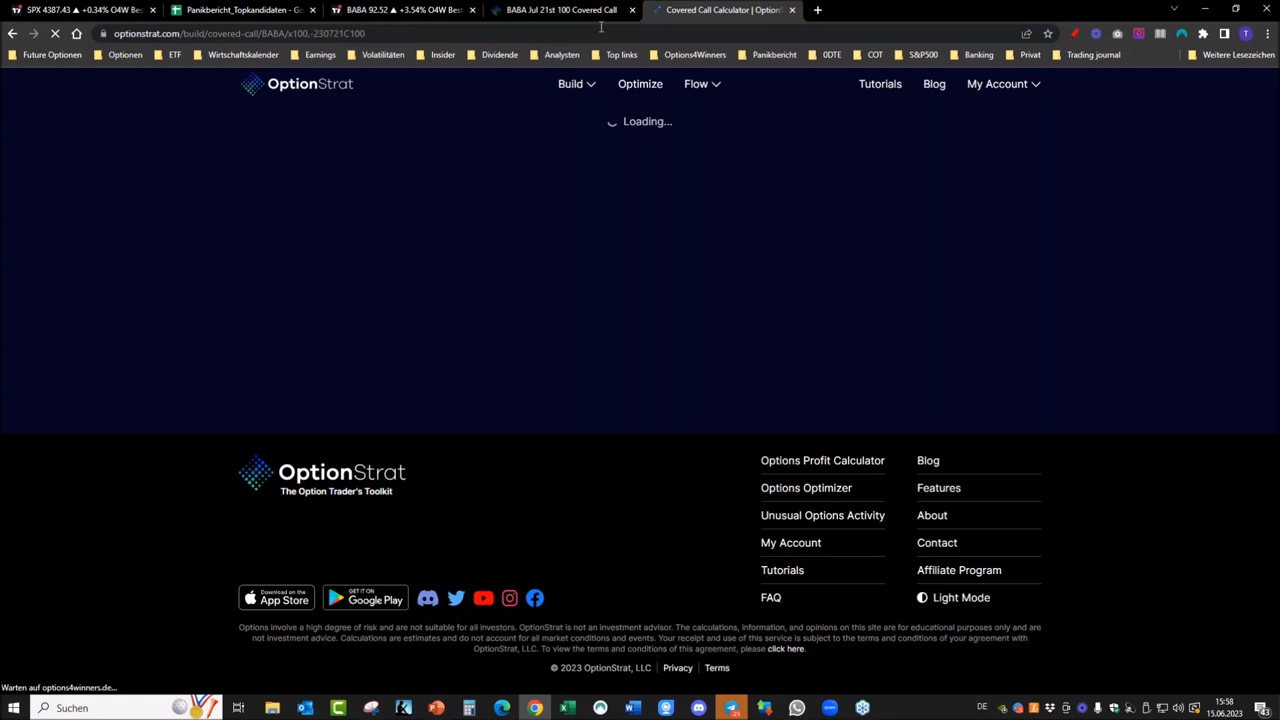 SPX 4387.43 ▲ +0.34% O4W Bes
Panikbericht_Topkandidaten - Go
BABA 92.52 ▲ +3.54% O4W Best
BABA Jul 21st 100 Covered Call
Covered Call Calculator | Option
optionstrat.com/build/covered-call/BABA/x100,-230721C100
Future Optionen
Optionen
ETF
Wirtschaftskalender
Earnings
Volatilitäten
Insider
Dividende
Analysten
Top links
Options4Winners
Panikbericht
0DTE
COT
S&P500
Banking
Privat
Trading journal
Weitere Lesezeichen
OptionStrat
Build
Optimize
Flow
Tutorials
Blog
My Account
Loading...
OptionStrat
The Option Trader's Toolkit
Options Profit Calculator
Blog
Options Optimizer
Features
Unusual Options Activity
About
My Account
Contact
Tutorials
Affiliate Program
FAQ
Light Mode
Download on the
App Store
GET IT ON
Google Play
Options involve a high degree of risk and are not suitable for all investors. OptionStrat is not an investment advisor. The calculations, information, and opinions on this site are for educational purposes only and are
not investment advice. Calculations are estimates and do not account for all market conditions and events. Your receipt and use of this service is subject to the terms and conditions of your agreement with
OptionStrat, LLC. To view the terms and conditions of this agreement, please click here.
© 2023 OptionStrat, LLC
Privacy
Terms
Warten auf options4winners.de...
Suchen
DE
15:58
15.06.2023